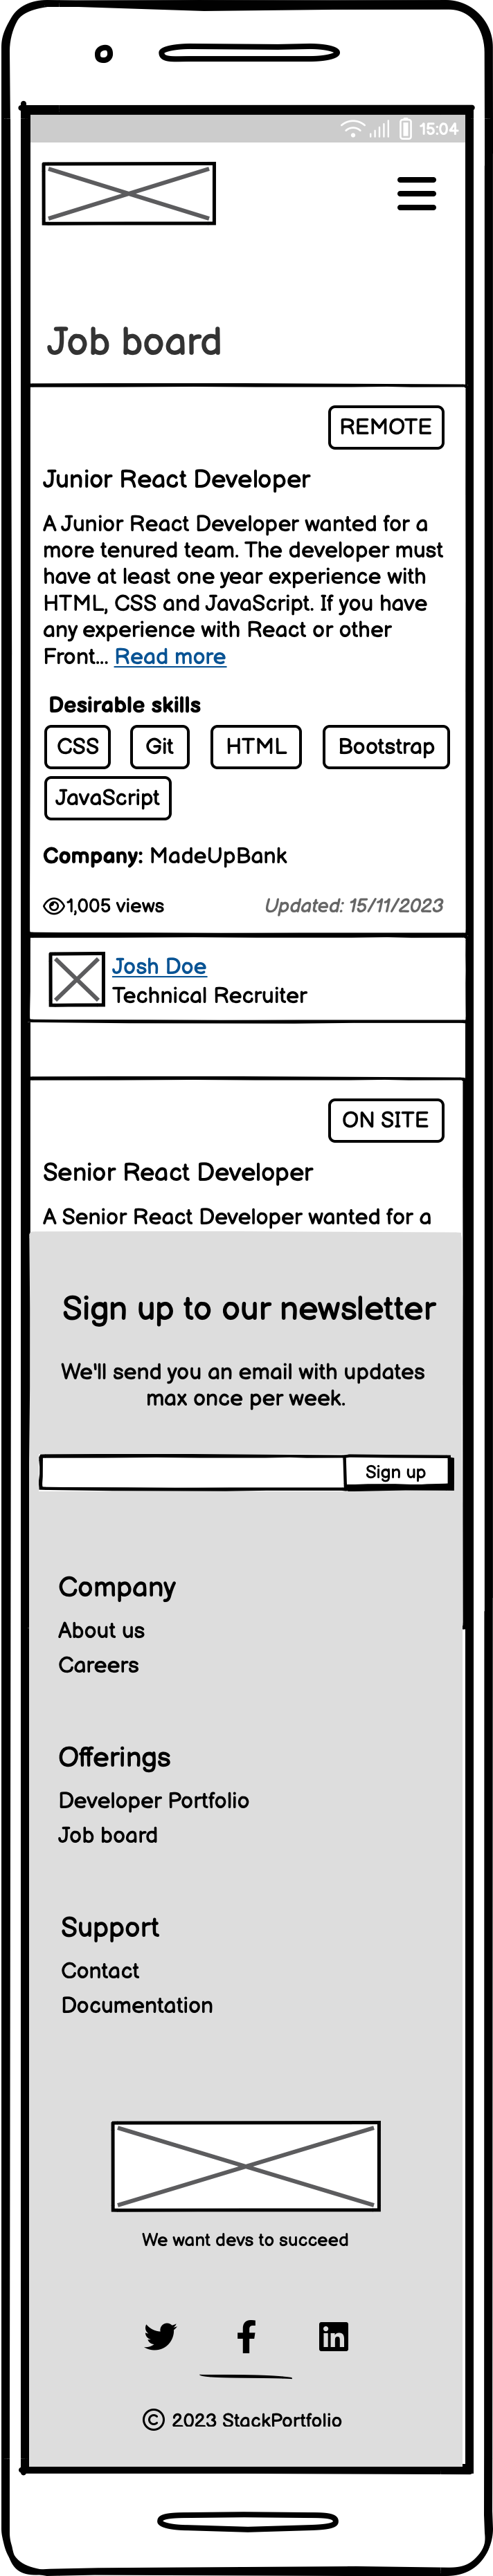 15:04
Job board
REMOTE
Junior React Developer
A Junior React Developer wanted for a
more tenured team. The developer must
have at least one year experience with
HTML, CSS and JavaScript. If you have
any experience with React or other
Front... Read more
Desirable skills
CSS Git HTML Bootstrap
JavaScript
Company: MadeUpBank
1,005 views Updated: 15/11/2023
Josh Doe
Technical Recruiter
ON SITE
Senior React Developer
A Senior React Developer wanted for a
Sign up to our newsletter
We'll send you an email with updates
max once per week.
Sign up
Company
About us
Careers
Offerings
Developer Portfolio
Job board
Support
Contact
Documentation
We want devs to succeed
© 2023 StackPortfolio